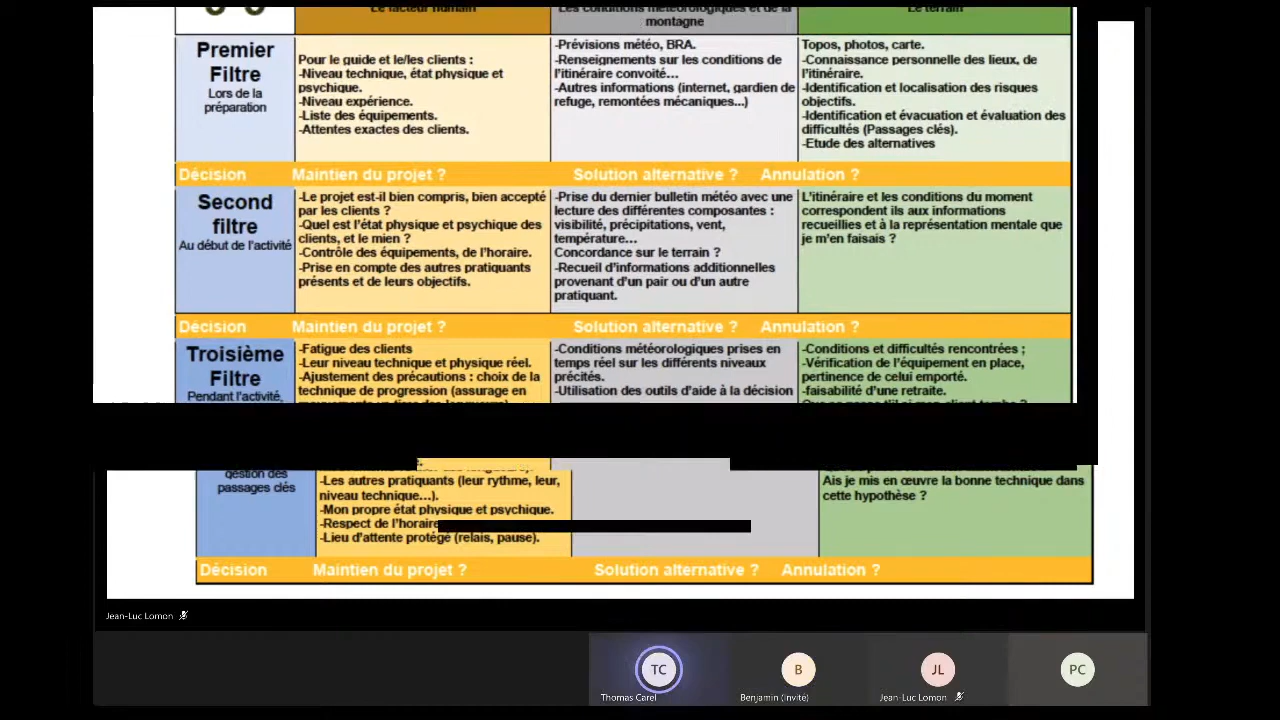 Le facteur humain
Les conditions météorologiques et de la
montagne
Le terrain
Premier
Filtre
Lors de la
préparation
Pour le guide et le/les clients :
-Niveau technique, état physique et
psychique.
-Niveau expérience.
-Liste des équipements.
-Attentes exactes des clients.
-Prévisions météo, BRA.
-Renseignements sur les conditions de
l'itinéraire convoité...
-Autres informations (internet, gardien de
refuge, remontées mécaniques...)
Topos, photos, carte.
-Connaissance personnelle des lieux, de
l'itinéraire.
-Identification et localisation des risques
objectifs.
-Identification et évacuation et évaluation des
difficultés (Passages clés).
-Etude des alternatives
Décision Maintien du projet ? Solution alternative ? Annulation ?
Second
filtre
Au début de l'activité
-Le projet est-il bien compris, bien accepté
par les clients ?
-Quel est l'état physique et psychique des
clients, et le mien ?
-Contrôle des équipements, de l'horaire.
-Prise en compte des autres pratiquants
présents et de leurs objectifs.
-Prise du dernier bulletin météo avec une
lecture des différentes composantes :
visibilité, précipitations, vent,
température...
Concordance sur le terrain ?
-Recueil d'informations additionnelles
provenant d'un pair ou d'un autre
pratiquant.
L'itinéraire et les conditions du moment
correspondent ils aux informations
recueillies et à la représentation mentale que
je m'en faisais ?
Décision Maintien du projet ? Solution alternative ? Annulation ?
Troisième
Filtre
Pendant l'activité,
gestion des
passages clés
-Fatigue des clients
-Leur niveau technique et physique réel.
-Ajustement des précautions : choix de la
technique de progression (assurage en
-Les autres pratiquants (leur rythme, leur,
niveau technique...).
-Mon propre état physique et psychique.
-Respect de l'horaire
-Lieu d'attente protégé (relais, pause).
-Conditions météorologiques prises en
temps réel sur les différents niveaux
précités.
-Utilisation des outils d'aide à la décision
-Conditions et difficultés rencontrées ;
-Vérification de l'équipement en place,
pertinence de celui emporté.
-faisabilité d'une retraite.
Ais je mis en œuvre la bonne technique dans
cette hypothèse ?
Décision Maintien du projet ? Solution alternative ? Annulation ?
Jean-Luc Lomon
TC
Thomas Carel
B
Benjamin (Invité)
JL
Jean-Luc Lomon
PC